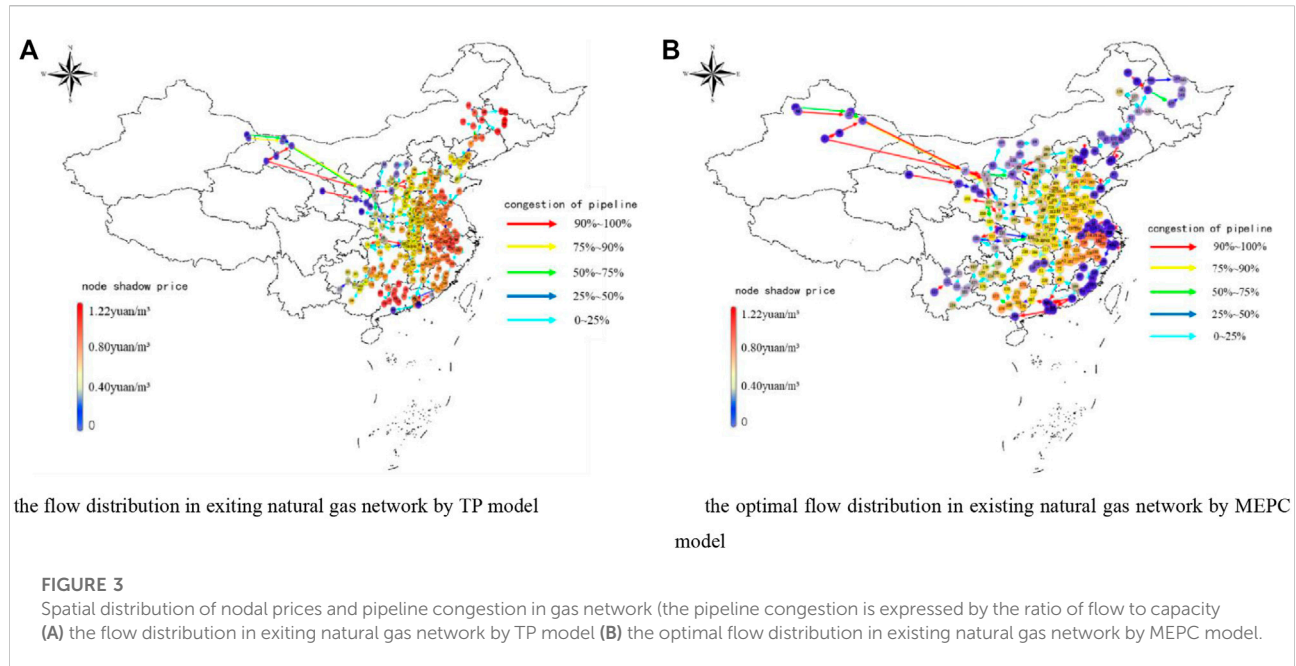 A
B
congestion of pipeline
90%~100%
75%~90%
50%~75%
25%~50%
0~25%
node shadow price
1.22yuan/m³
0.80yuan/m³
0.40yuan/m³
0
congestion of pipeline
90%~100%
75%~90%
50%~75%
25%~50%
0~25%
node shadow price
1.22yuan/m³
0.80yuan/m³
0.40yuan/m³
0
the flow distribution in exiting natural gas network by TP model
the optimal flow distribution in existing natural gas network by MEPC
model
FIGURE 3
Spatial distribution of nodal prices and pipeline congestion in gas network (the pipeline congestion is expressed by the ratio of flow to capacity
(A) the flow distribution in exiting natural gas network by TP model (B) the optimal flow distribution in existing natural gas network by MEPC model.